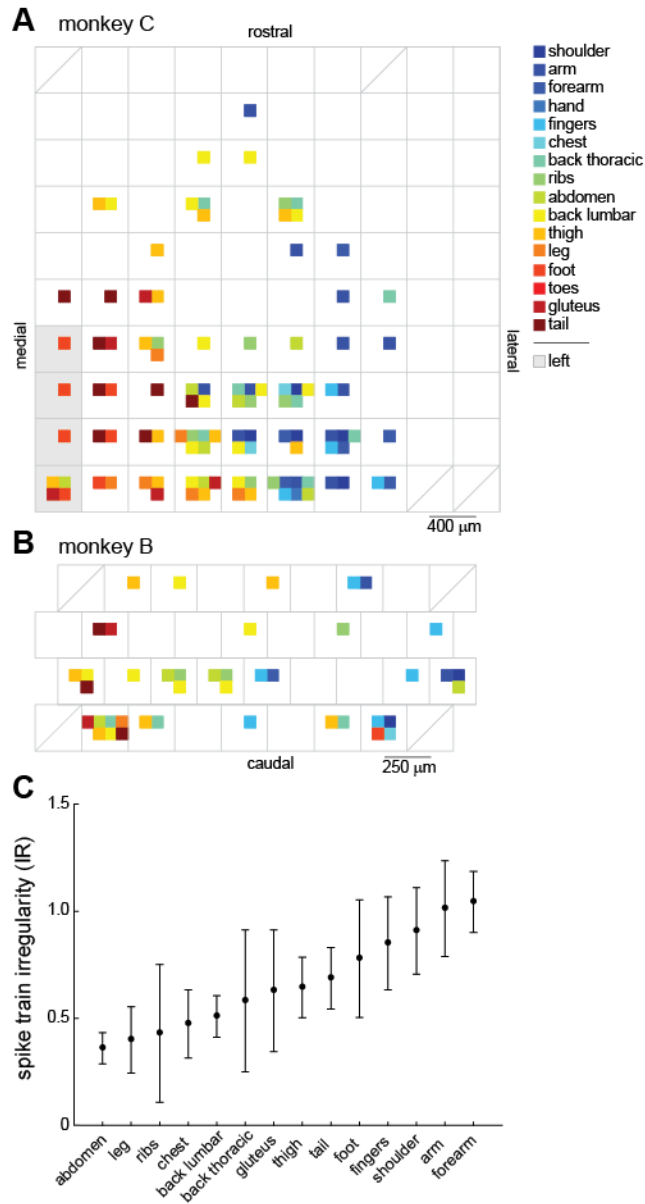 A
monkey C
rostral
shoulder
arm
forearm
hand
fingers
chest
back thoracic
ribs
abdomen
back lumbar
thigh
leg
foot
toes
gluteus
tail
left
medial
lateral
400 μm
B
monkey B
caudal
250 μm
C
spike train irregularity (IR)
1.5
1.0
0.5
0
abdomen
leg
ribs
chest
back lumbar
back thoracic
gluteus
thigh
tail
foot
fingers
shoulder
arm
forearm